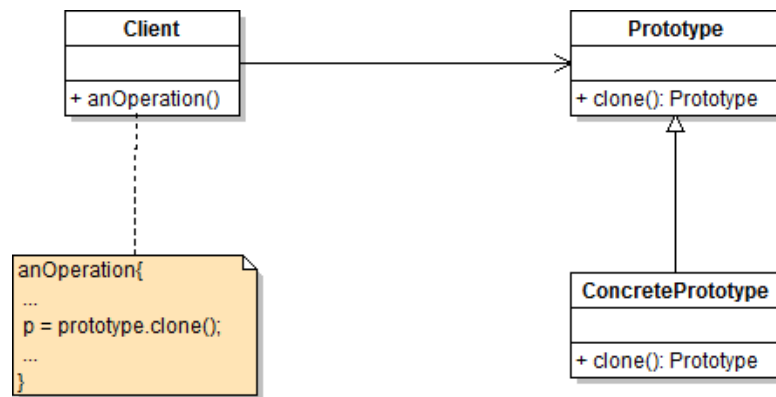 Client
+ anOperation()
Prototype
+ clone(): Prototype
anOperation{
...
p = prototype.clone();
...
}
ConcretePrototype
+ clone(): Prototype